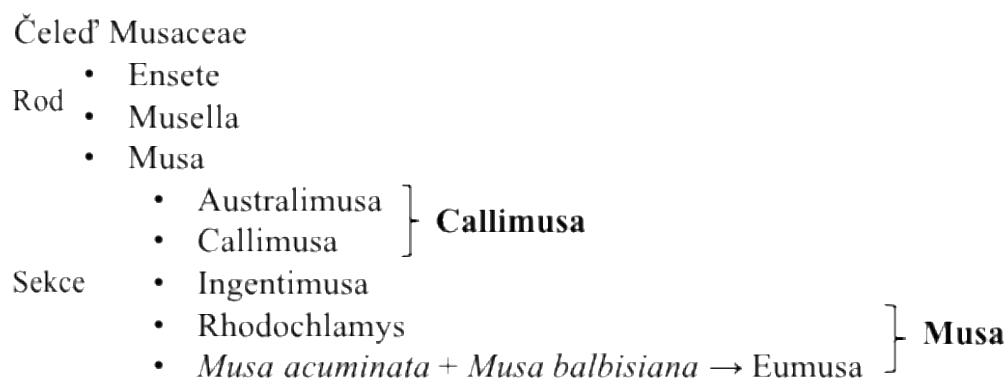 Čeleď Musaceae
• Ensete
Rod
• Musella
• Musa
• Australimusa
• Callimusa
Callimusa
Sekce
• Ingentimusa
• Rhodochlamys
• Musa acuminata + Musa balbisiana → Eumusa
Musa